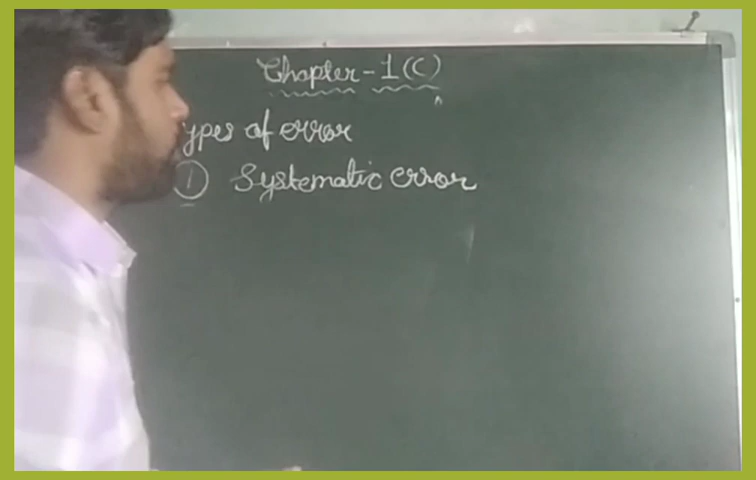 Chapter-1(C)
ypes of error
1 Systematic error